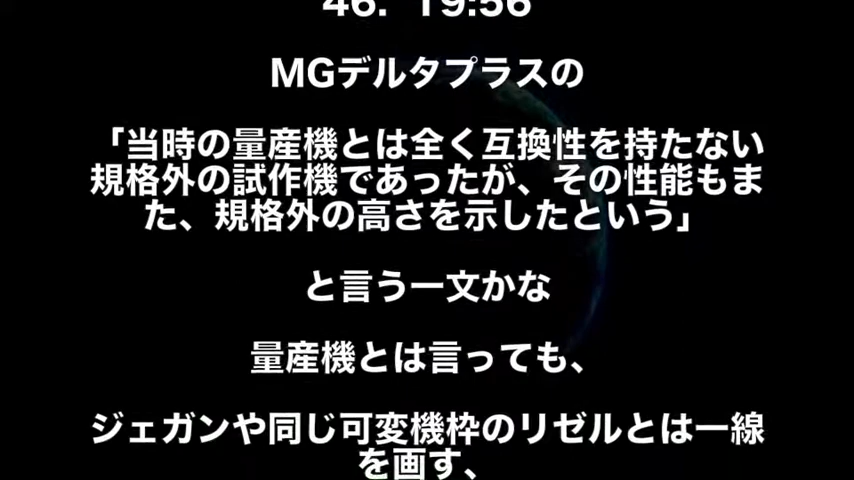 46. 19:56
MGデルタプラスの
「当時の量産機とは全く互換性を持たない
規格外の試作機であったが、その性能もま
た、規格外の高さを示したという」
と言う一文かな
量産機とは言っても、
ジェガンや同じ可変機枠のリゼルとは一線
を画す、